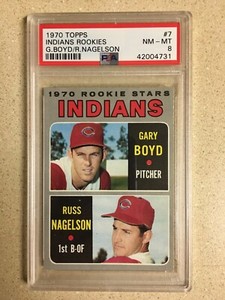 1970 TOPPS #7
INDIANS ROOKIES NM - MT
G.BOYD/R.NAGELSON 8
PSA 42004731
1970 ROOKIE STARS
INDIANS
GARY
BOYD
PITCHER
RUSS
NAGELSON
1st B-OF